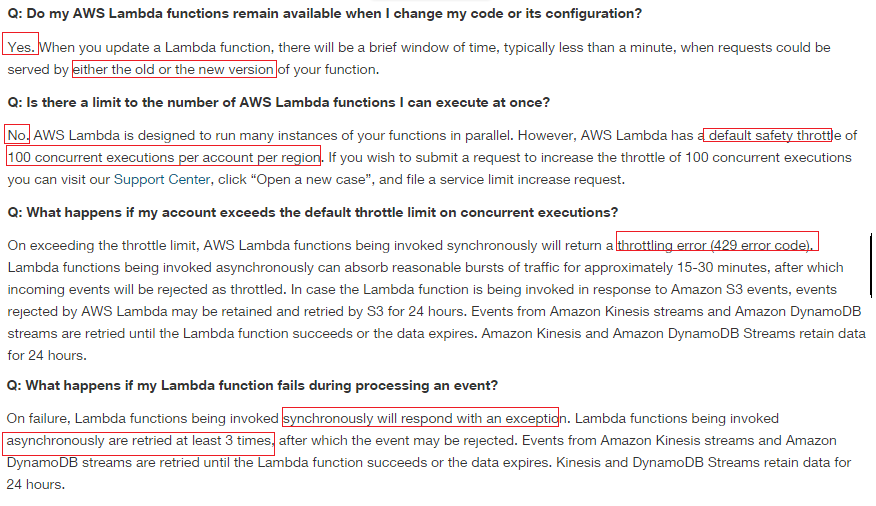 Q: Do my AWS Lambda functions remain available when I change my code or its configuration?
Yes. When you update a Lambda function, there will be a brief window of time, typically less than a minute, when requests could be
served by either the old or the new version of your function.
Q: Is there a limit to the number of AWS Lambda functions I can execute at once?
No. AWS Lambda is designed to run many instances of your functions in parallel. However, AWS Lambda has a default safety throttle of
100 concurrent executions per account per region. If you wish to submit a request to increase the throttle of 100 concurrent executions
you can visit our Support Center, click “Open a new case”, and file a service limit increase request.
Q: What happens if my account exceeds the default throttle limit on concurrent executions?
On exceeding the throttle limit, AWS Lambda functions being invoked synchronously will return a throttling error (429 error code).
Lambda functions being invoked asynchronously can absorb reasonable bursts of traffic for approximately 15-30 minutes, after which
incoming events will be rejected as throttled. In case the Lambda function is being invoked in response to Amazon S3 events, events
rejected by AWS Lambda may be retained and retried by S3 for 24 hours. Events from Amazon Kinesis streams and Amazon DynamoDB
streams are retried until the Lambda function succeeds or the data expires. Amazon Kinesis and Amazon DynamoDB Streams retain data
for 24 hours.
Q: What happens if my Lambda function fails during processing an event?
On failure, Lambda functions being invoked synchronously will respond with an exception. Lambda functions being invoked
asynchronously are retried at least 3 times, after which the event may be rejected. Events from Amazon Kinesis streams and Amazon
DynamoDB streams are retried until the Lambda function succeeds or the data expires. Kinesis and DynamoDB Streams retain data for
24 hours.